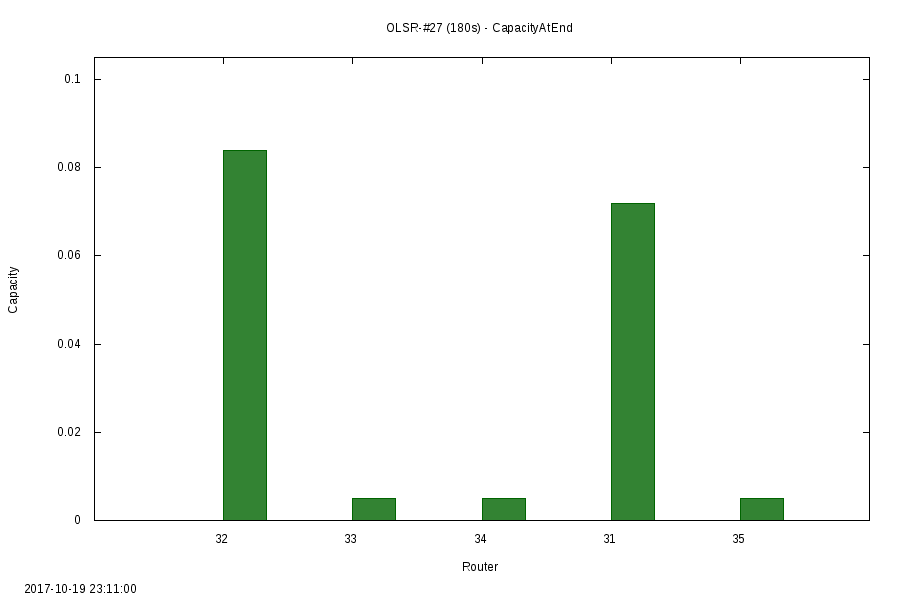 OLSR-#27 (180s) - CapacityAtEnd
0.1
0.08
0.06
0.04
0.02
0
Capacity
32 33 34 31 35
Router
2017-10-19 23:11:00